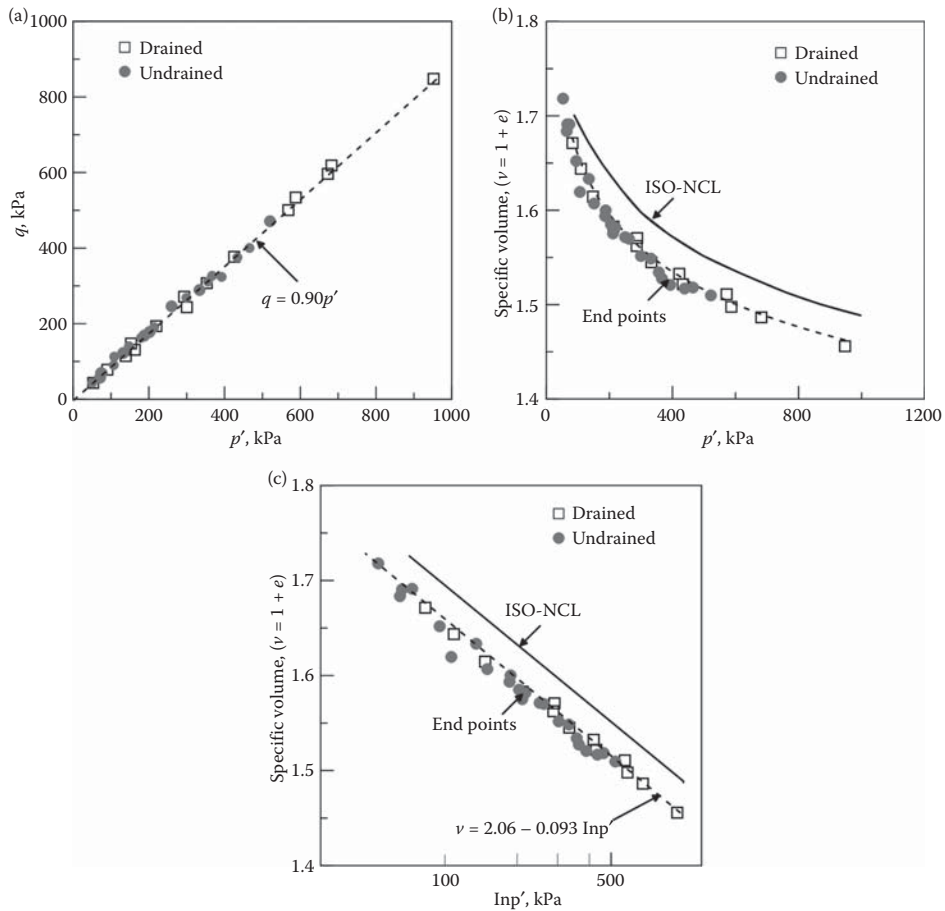 (a)
1000
Drained
Undrained
800
600
q, kPa
400
q = 0.90p′
200
0
0 200 400 600 800 1000
p′, kPa
(b)
1.8
Drained
Undrained
1.7
Specific volume, (v = 1 + e)
ISO-NCL
1.6
1.5
End points
1.4
0 400 800 1200
p′, kPa
(c)
1.8
Drained
Undrained
1.7
Specific volume, (v = 1 + e)
ISO-NCL
1.6
End points
1.5
v = 2.06 – 0.093 lnp′
1.4
100 500
lnp′, kPa